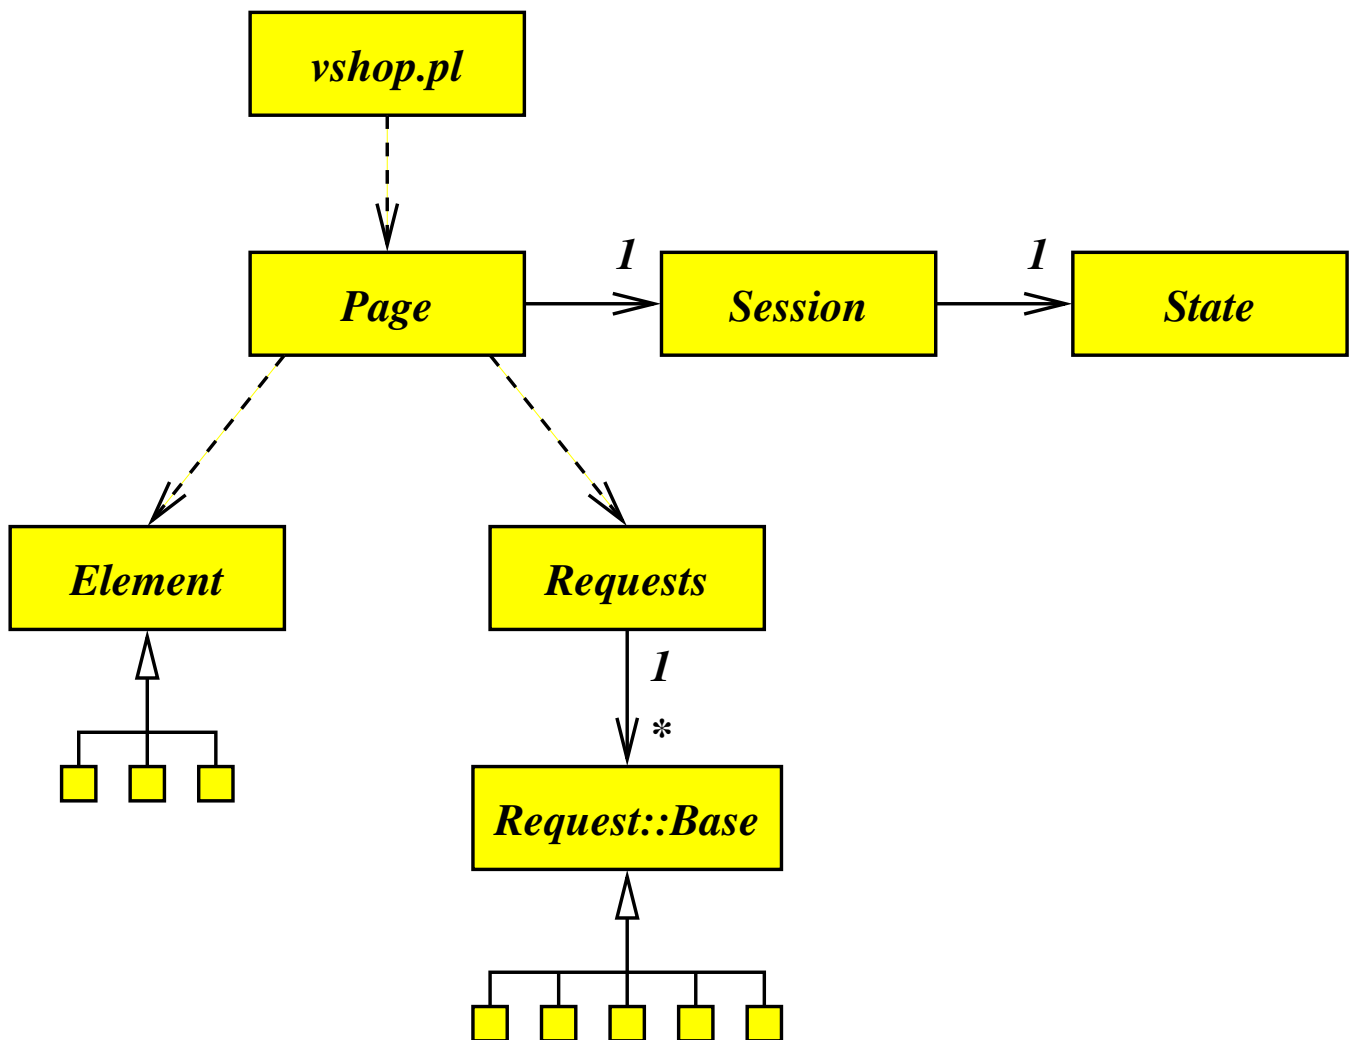 vshop.pl
1
1
Page
Session
State
Element
Requests
1
*
Request::Base